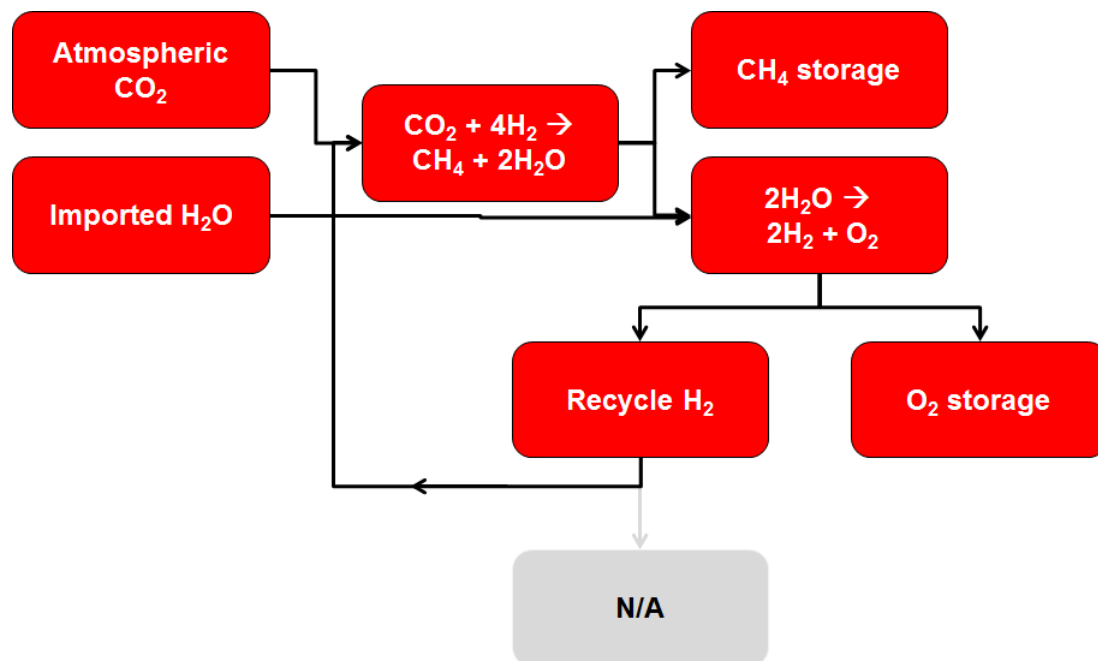 Atmospheric
CO₂
CH₄ storage
CO₂ + 4H₂ →
CH₄ + 2H₂O
Imported H₂O
2H₂O →
2H₂ + O₂
Recycle H₂
O₂ storage
N/A